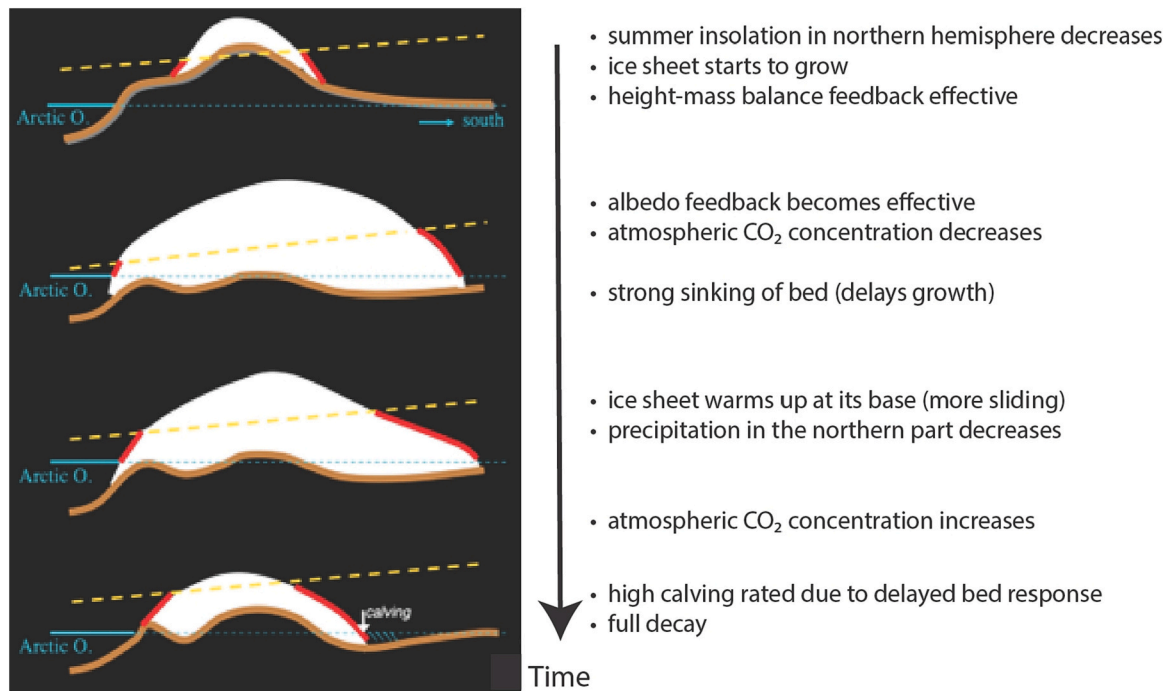 • summer insolation in northern hemisphere decreases
• ice sheet starts to grow
• height-mass balance feedback effective
Arctic O.
south
• albedo feedback becomes effective
• atmospheric CO₂ concentration decreases
Arctic O.
• strong sinking of bed (delays growth)
• ice sheet warms up at its base (more sliding)
• precipitation in the northern part decreases
Arctic O.
• atmospheric CO₂ concentration increases
• high calving rated due to delayed bed response
calving
• full decay
Arctic O.
Time